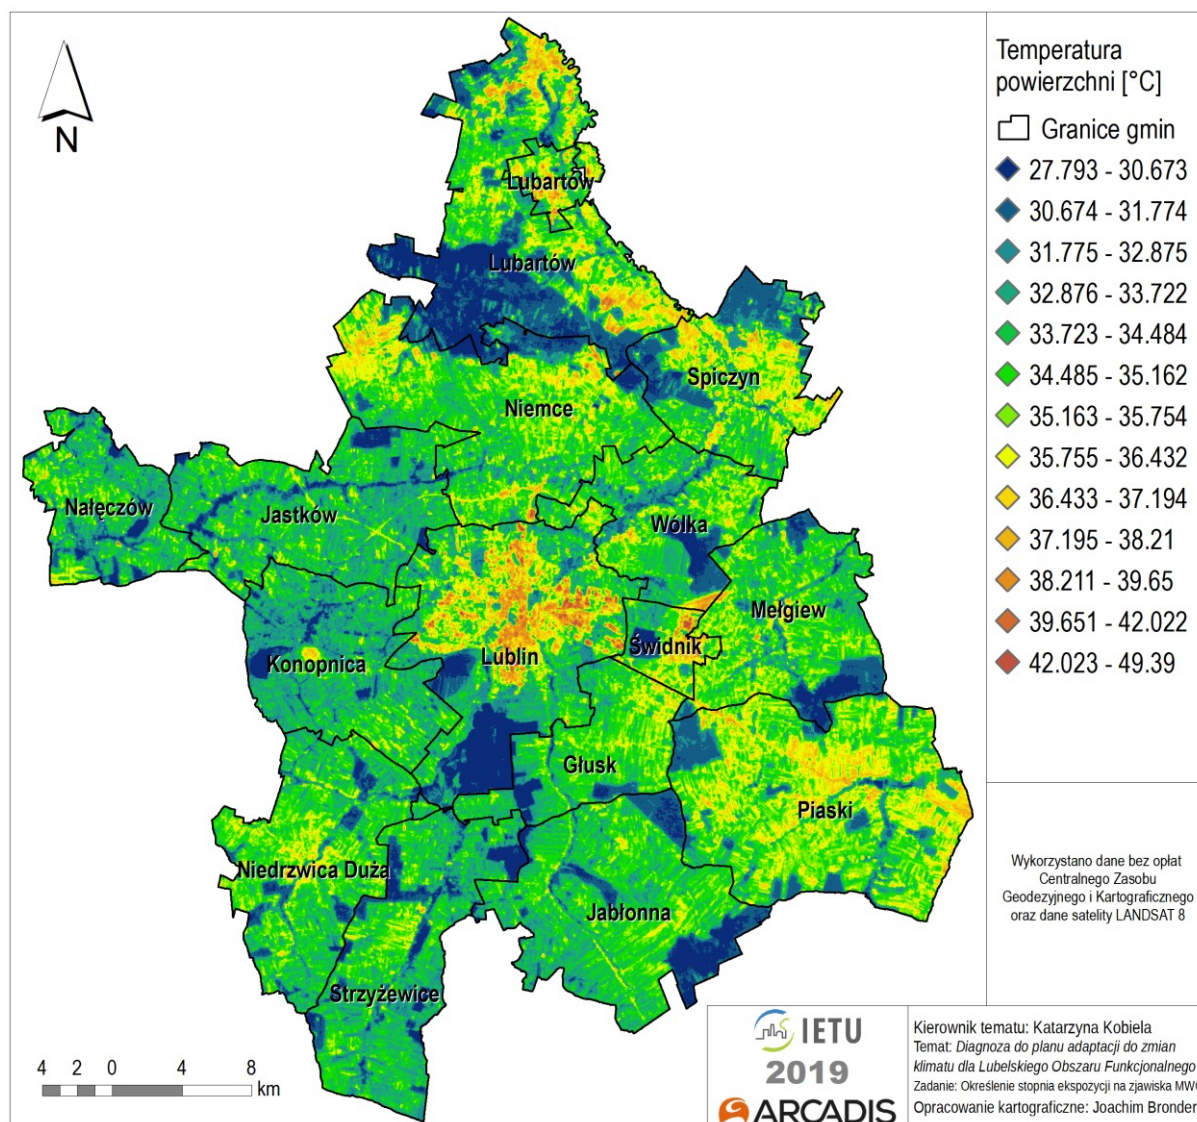 N
Lubartów
Lubartów
Spiczyn
Niemce
Nałęczów
Jastków
Wólka
Mełgiew
Świdnik
Lublin
Konopnica
Głusk
Piaski
Niedrzwica Duża
Jabłonna
Strzyżewice
4 2 0 4 8
km
Temperatura
powierzchni [°C]
Granice gmin
27.793 - 30.673
30.674 - 31.774
31.775 - 32.875
32.876 - 33.722
33.723 - 34.484
34.485 - 35.162
35.163 - 35.754
35.755 - 36.432
36.433 - 37.194
37.195 - 38.21
38.211 - 39.65
39.651 - 42.022
42.023 - 49.39
Wykorzystano dane bez opłat
Centralnego Zasobu
Geodezyjnego i Kartograficznego
oraz dane satelity LANDSAT 8
IETU
2019
ARCADIS
Kierownik tematu: Katarzyna Kobiela
Temat: Diagnoza do planu adaptacji do zmian
klimatu dla Lubelskiego Obszaru Funkcjonalnego
Zadanie: Określenie stopnia ekspozycji na zjawiska MWO
Opracowanie kartograficzne: Joachim Bronder